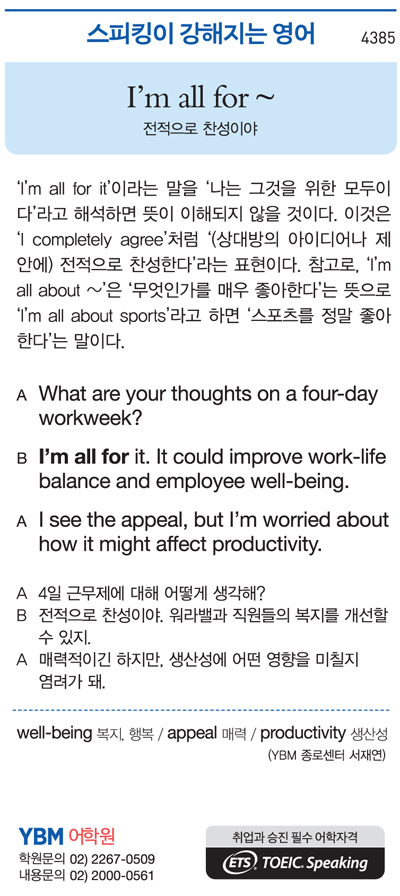 스피킹이 강해지는 영어
4385
I'm all for ~
전적으로 찬성이야
‘I'm all for it’이라는 말을 ‘나는 그것을 위한 모두이
다’라고 해석하면 뜻이 이해되지 않을 것이다. 이것은
‘I completely agree’처럼 ‘(상대방의 아이디어나 제
안에) 전적으로 찬성한다’라는 표현이다. 참고로, ‘I'm
all about ~’은 ‘무엇인가를 매우 좋아한다’는 뜻으로
‘I'm all about sports’라고 하면 ‘스포츠를 정말 좋아
한다’는 말이다.
A What are your thoughts on a four-day
workweek?
B I'm all for it. It could improve work-life
balance and employee well-being.
A I see the appeal, but I'm worried about
how it might affect productivity.
A 4일 근무제에 대해 어떻게 생각해?
B 전적으로 찬성이야. 워라밸과 직원들의 복지를 개선할
수 있지.
A 매력적이긴 하지만, 생산성에 어떤 영향을 미칠지
염려가 돼.
well-being 복지, 행복 / appeal 매력 / productivity 생산성
(YBM 종로센터 서재연)
YBM 어학원
학원문의 02) 2267-0509
내용문의 02) 2000-0561
취업과 승진 필수 어학자격
ETS TOEIC. Speaking